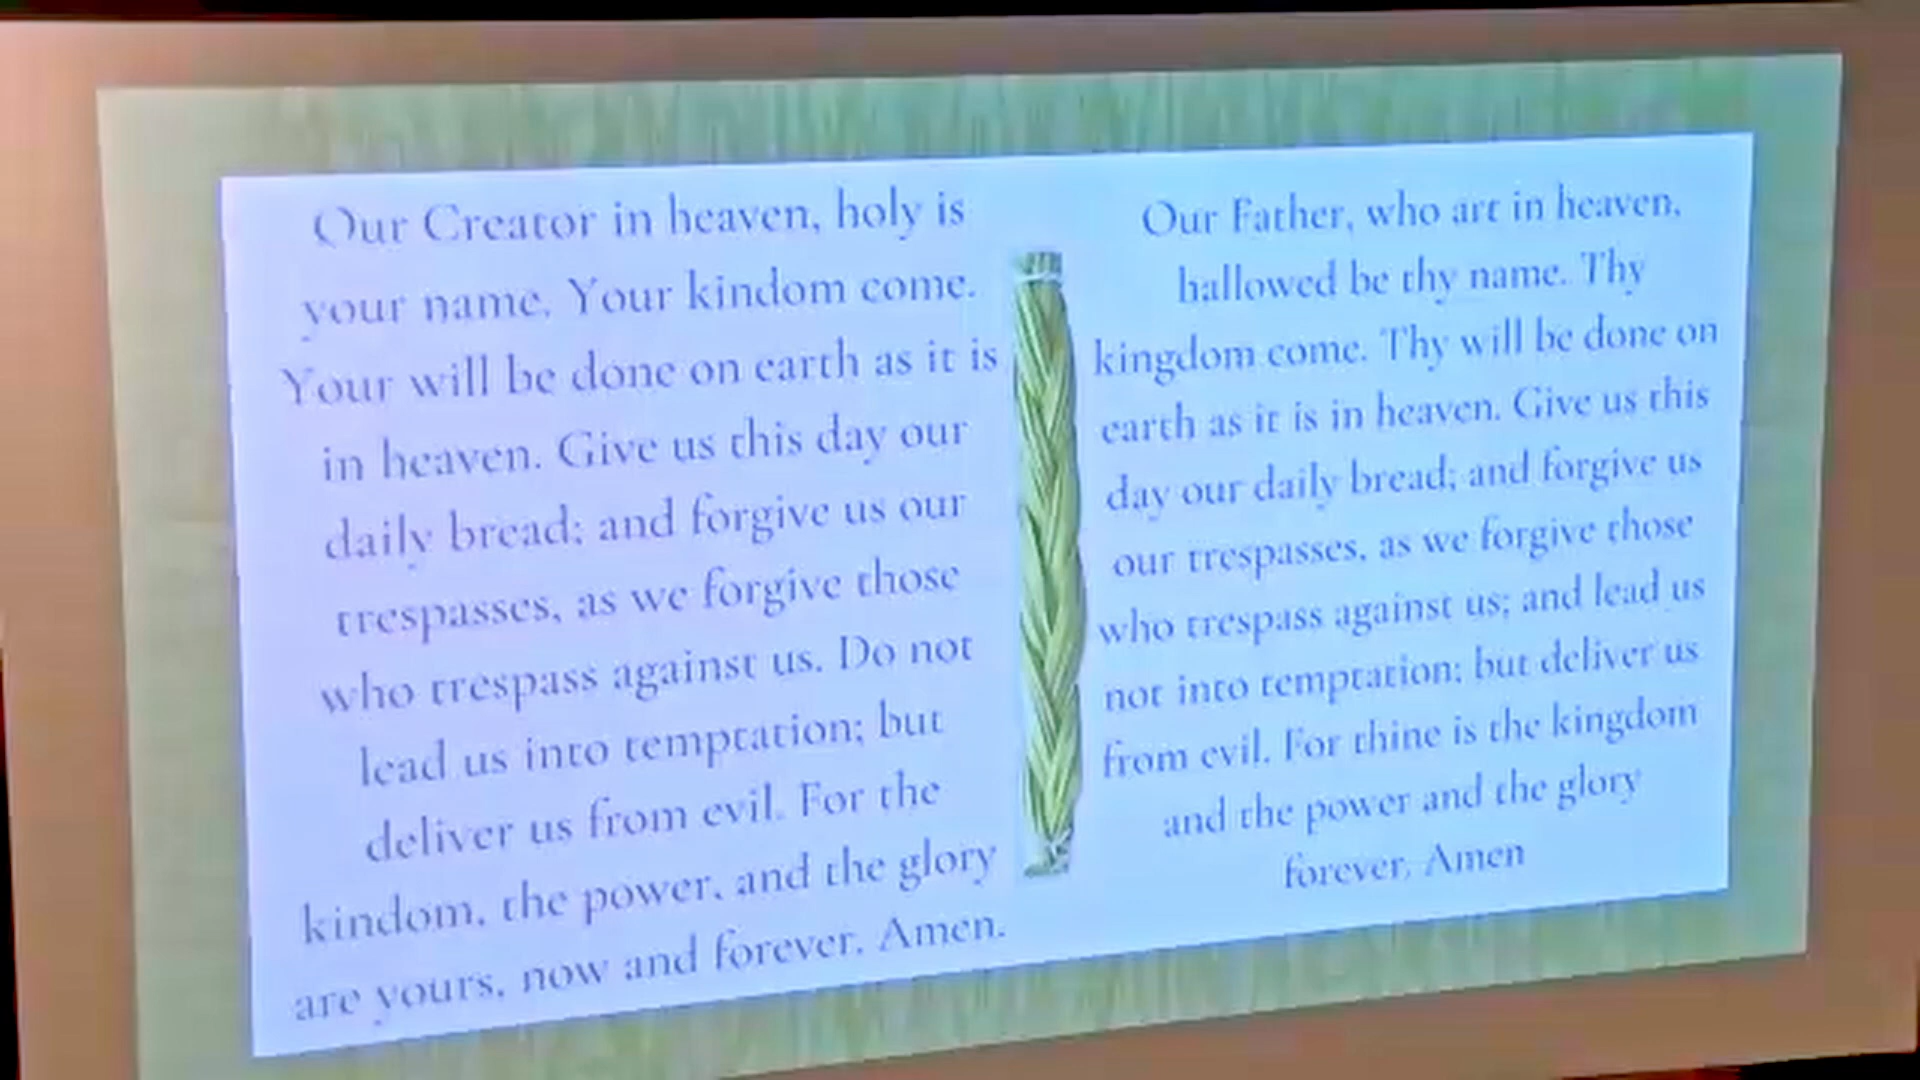 Our Creator in heaven, holy is
your name. Your kindom come.
Your will be done on earth as it is
in heaven. Give us this day our
daily bread; and forgive us our
trespasses, as we forgive those
who trespass against us. Do not
lead us into temptation; but
deliver us from evil. For the
kindom, the power, and the glory
are yours, now and forever. Amen.
Our Father, who art in heaven,
hallowed be thy name. Thy
kingdom come. Thy will be done on
earth as it is in heaven. Give us this
day our daily bread; and forgive us
our trespasses, as we forgive those
who trespass against us; and lead us
not into temptation; but deliver us
from evil. For thine is the kingdom
and the power and the glory
forever. Amen